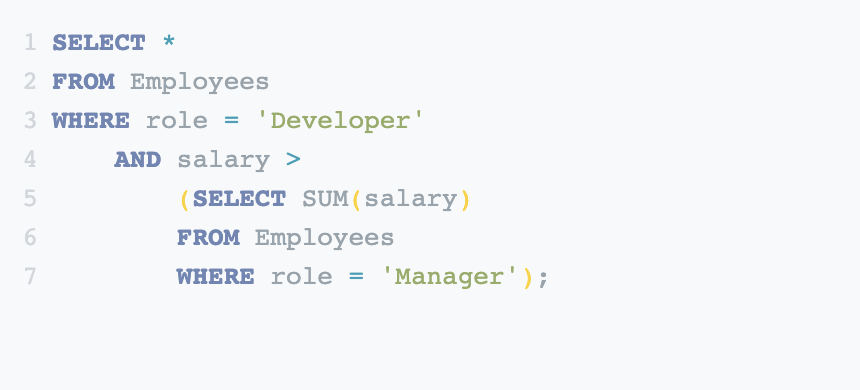 1 SELECT *
2 FROM Employees
3 WHERE role = 'Developer'
4     AND salary >
5         (SELECT SUM(salary)
6         FROM Employees
7         WHERE role = 'Manager');